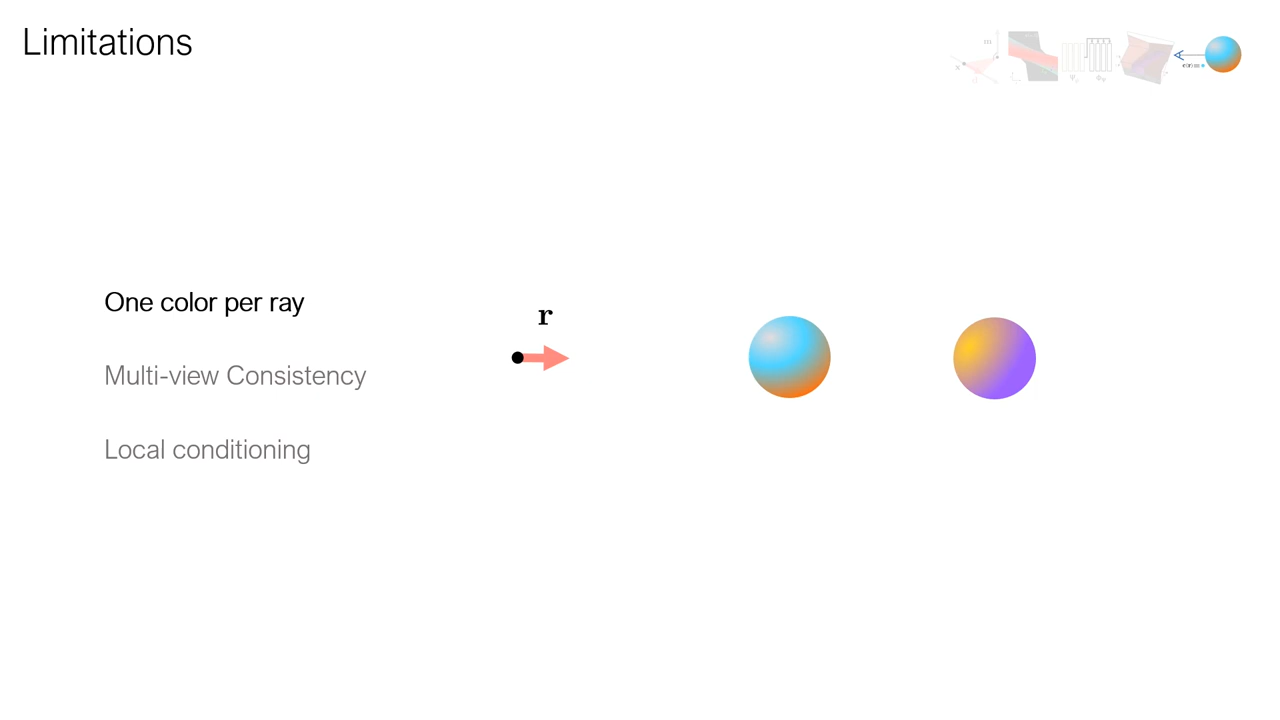 Limitations
One color per ray
r
Multi-view Consistency
Local conditioning